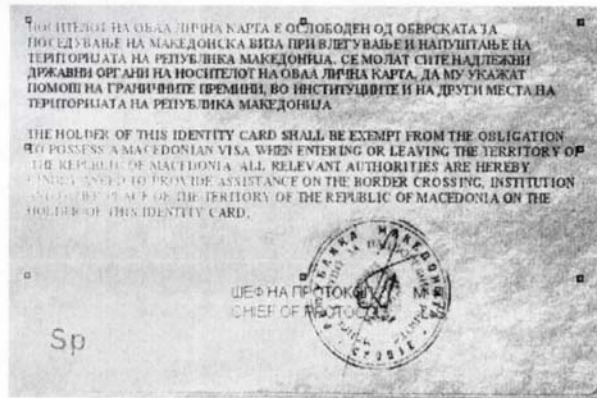 НОСИТЕЛОТ НА ОВАА ЛИЧНА КАРТА Е ОСЛОБОДЕН ОД ОБВРСКАТА ЗА
ПОСЕДУВАЊЕ НА МАКЕДОНСКА ВИЗА ПРИ ВЛЕГУВАЊЕ И НАПУШТАЊЕ НА
ТЕРИТОРИЈАТА НА РЕПУБЛИКА МАКЕДОНИЈА. СЕ МОЛАТ СИТЕ НАДЛЕЖНИ
ДРЖАВНИ ОРГАНИ НА НОСИТЕЛОТ НА ОВАА ЛИЧНА КАРТА, ДА МУ УКАЖАТ
ПОМОШ НА ГРАНИЧНИТЕ ПРЕМИНИ, ВО ИНСТИТУЦИИТЕ И НА ДРУГИ МЕСТА НА
ТЕРИТОРИЈАТА НА РЕПУБЛИКА МАКЕДОНИЈА
THE HOLDER OF THIS IDENTITY CARD SHALL BE EXEMPT FROM THE OBLIGATION
TO POSSESS A MACEDONIAN VISA WHEN ENTERING OR LEAVING THE TERRITORY OF
THE REPUBLIC OF MACEDONIA. ALL RELEVANT AUTHORITIES ARE HEREBY
TO PROVIDE ASSISTANCE ON THE BORDER CROSSING, INSTITUTION
PLACE OF THE TERITORY OF THE REPUBLIC OF MACEDONIA ON THE
HOLDER OF THIS IDENTITY CARD.
ШЕФ НА ПРОТОКОЛ
CHIEF OF PROTOCOL
РЕПУБЛИКА МАКЕДОНИЈА
Sp